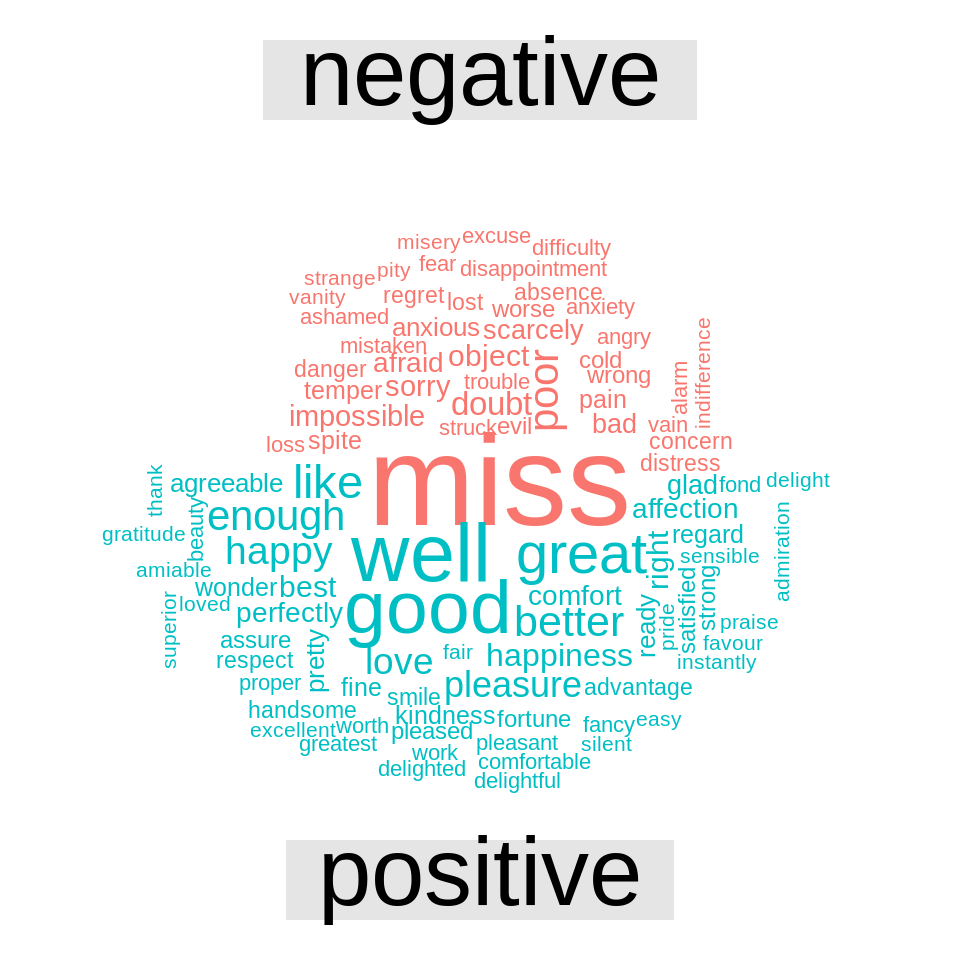 negative
misery excuse
difficulty
strange pity fear disappointment
vanity regret lost absence
ashamed worse anxiety
anxious scarcely
mistaken object angry
danger afraid cold
temper sorry trouble poor wrong alarm indifference
impossible doubt pain
struck evil bad vain
loss spite concern
miss distress
thank agreeable like glad fond delight
beauty enough affection
gratitude happy well great right regard admiration
amiable sensible
wonder best comfort
superior loved perfectly good better ready pride satisfied strong praise
assure favour
respect pretty love fair happiness instantly
proper fine smile pleasure advantage
handsome kindness fortune fancy easy
excellent worth pleased
greatest pleasant silent
work comfortable
delighted delightful
positive